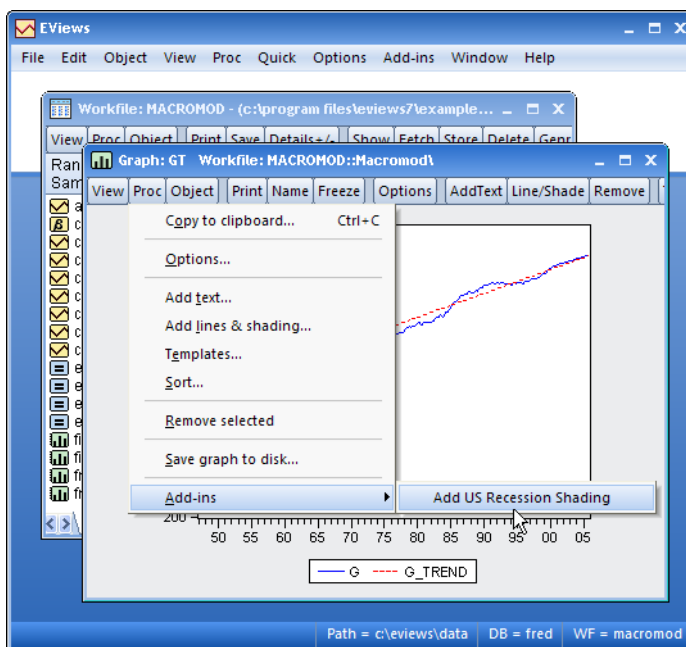 EViews
File Edit Object View Proc Quick Options Add-ins Window Help
Workfile: MACROMOD - (c:\program files\eviews7\example...
View Proc Object Print Save Details+/- Show Fetch Store Delete Genr
Ran
Sam
Graph: GT Workfile: MACROMOD::Macromod\
View Proc Object Print Name Freeze Options AddText Line/Shade Remove
Copy to clipboard... Ctrl+C
Options...
Add text...
Add lines & shading...
Templates...
Sort...
Remove selected
Save graph to disk...
Add-ins
Add US Recession Shading
a
β c
c
c
c
c
c
c
c
e
e
e
e
fi
fi
fr
fr
200
50 55 60 65 70 75 80 85 90 95 00 05
G G_TREND
Path = c:\eviews\data DB = fred WF = macromod